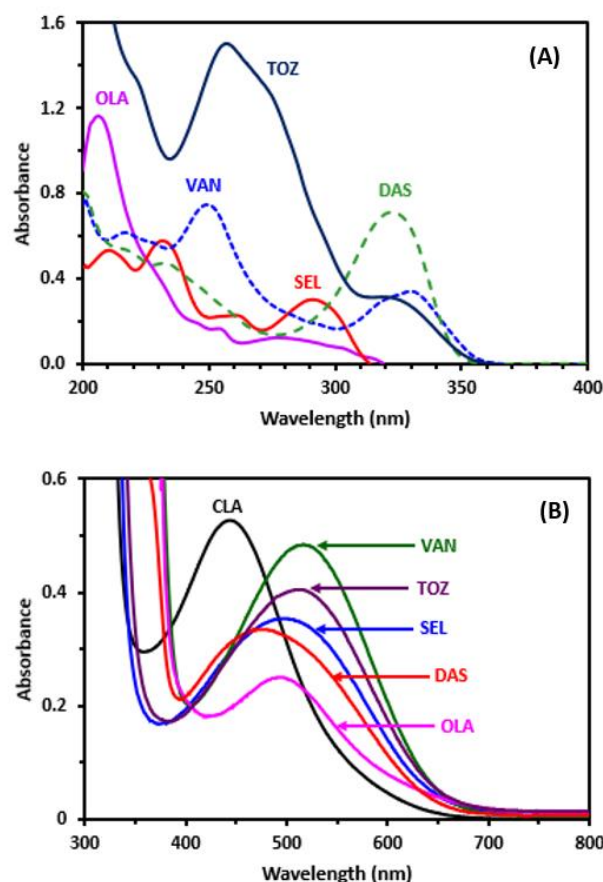 (A)
1.6
1.2
0.8
0.4
0.0
Absorbance
OLA
TOZ
VAN
DAS
SEL
200 250 300 350 400
Wavelength (nm)
(B)
0.6
0.4
0.2
0
Absorbance
CLA
VAN
TOZ
SEL
DAS
OLA
300 400 500 600 700 800
Wavelength (nm)